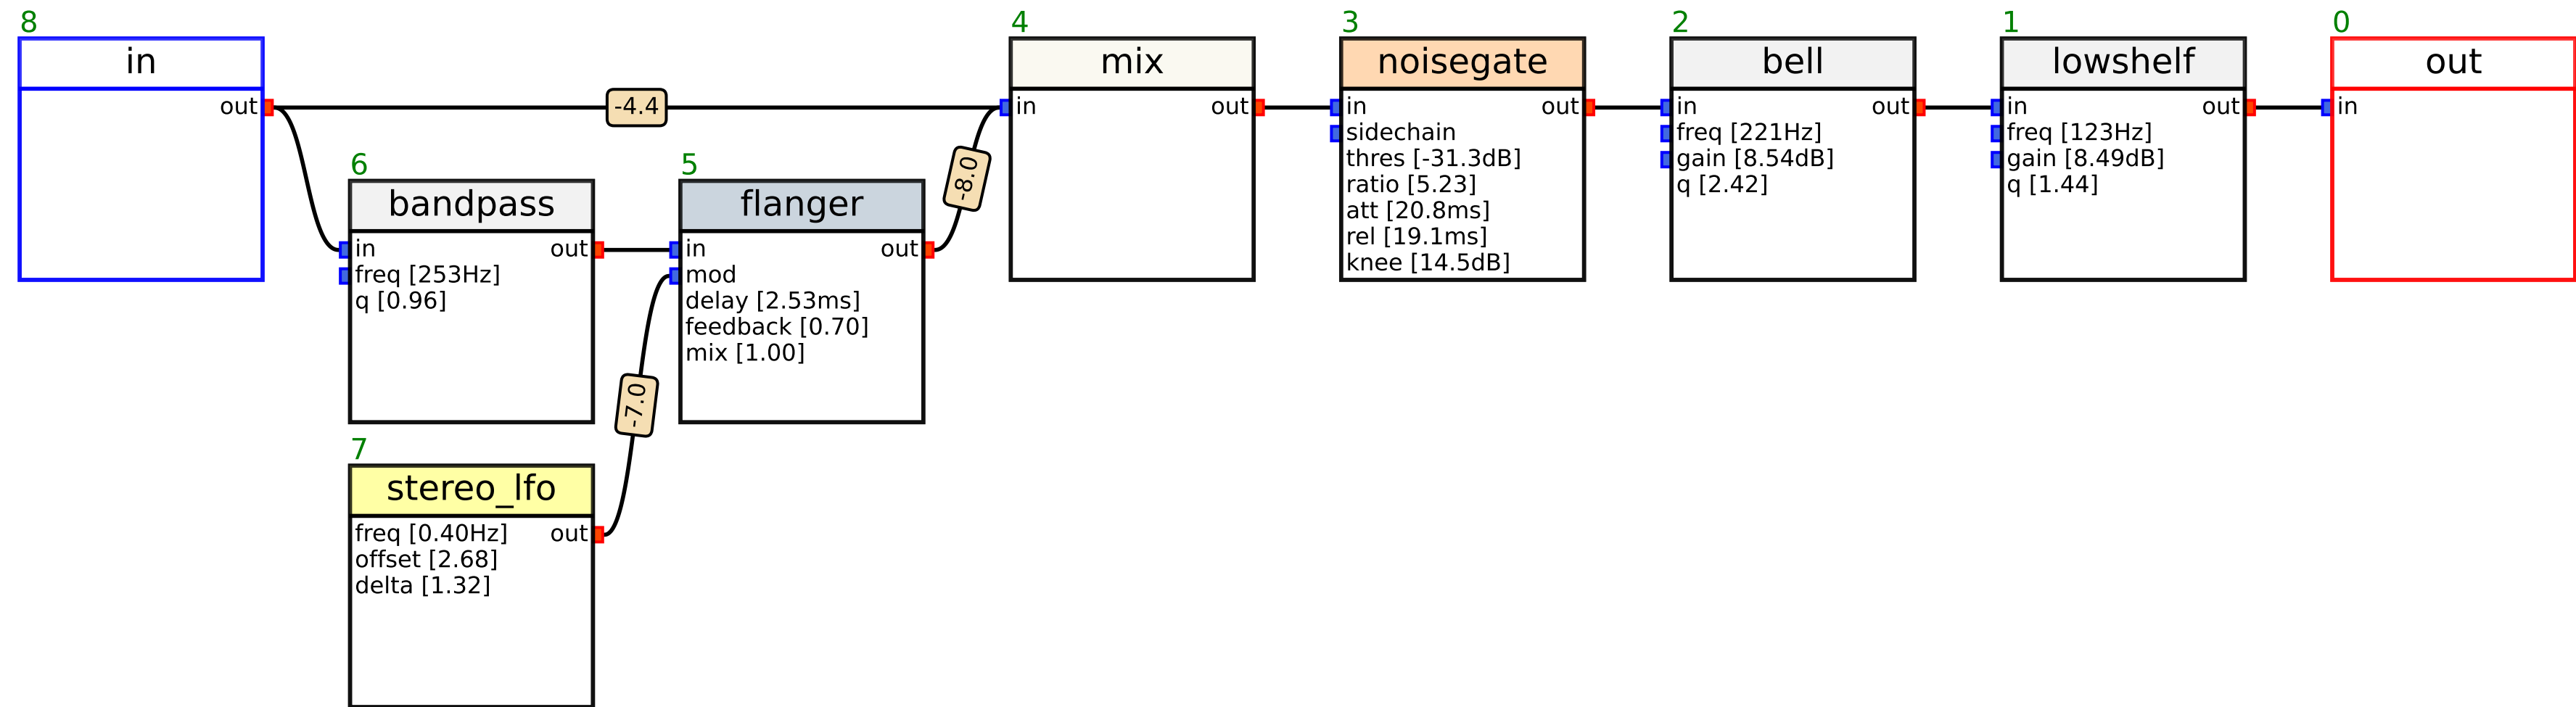 8
in
out
-4.4
6
bandpass
in out
freq [253Hz]
q [0.96]
7
stereo_lfo
freq [0.40Hz] out
offset [2.68]
delta [1.32]
-7.0
5
flanger
in out
mod
delay [2.53ms]
feedback [0.70]
mix [1.00]
-8.0
4
mix
in out
3
noisegate
in out
sidechain
thres [-31.3dB]
ratio [5.23]
att [20.8ms]
rel [19.1ms]
knee [14.5dB]
2
bell
in out
freq [221Hz]
gain [8.54dB]
q [2.42]
1
lowshelf
in out
freq [123Hz]
gain [8.49dB]
q [1.44]
0
out
in